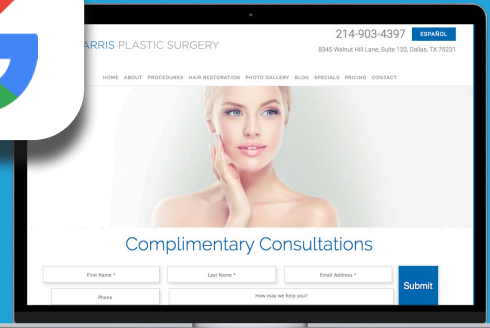 214-903-4397 ESPAÑOL
ARRIS PLASTIC SURGERY
8345 Walnut Hill Lane, Suite 120, Dallas, TX 75231
HOME ABOUT PROCEDURES HAIR RESTORATION PHOTO GALLERY BLOG SPECIALS PRICING CONTACT
Complimentary Consultations
First Name * Last Name * Email Address *
Submit
Phone How may we help you?